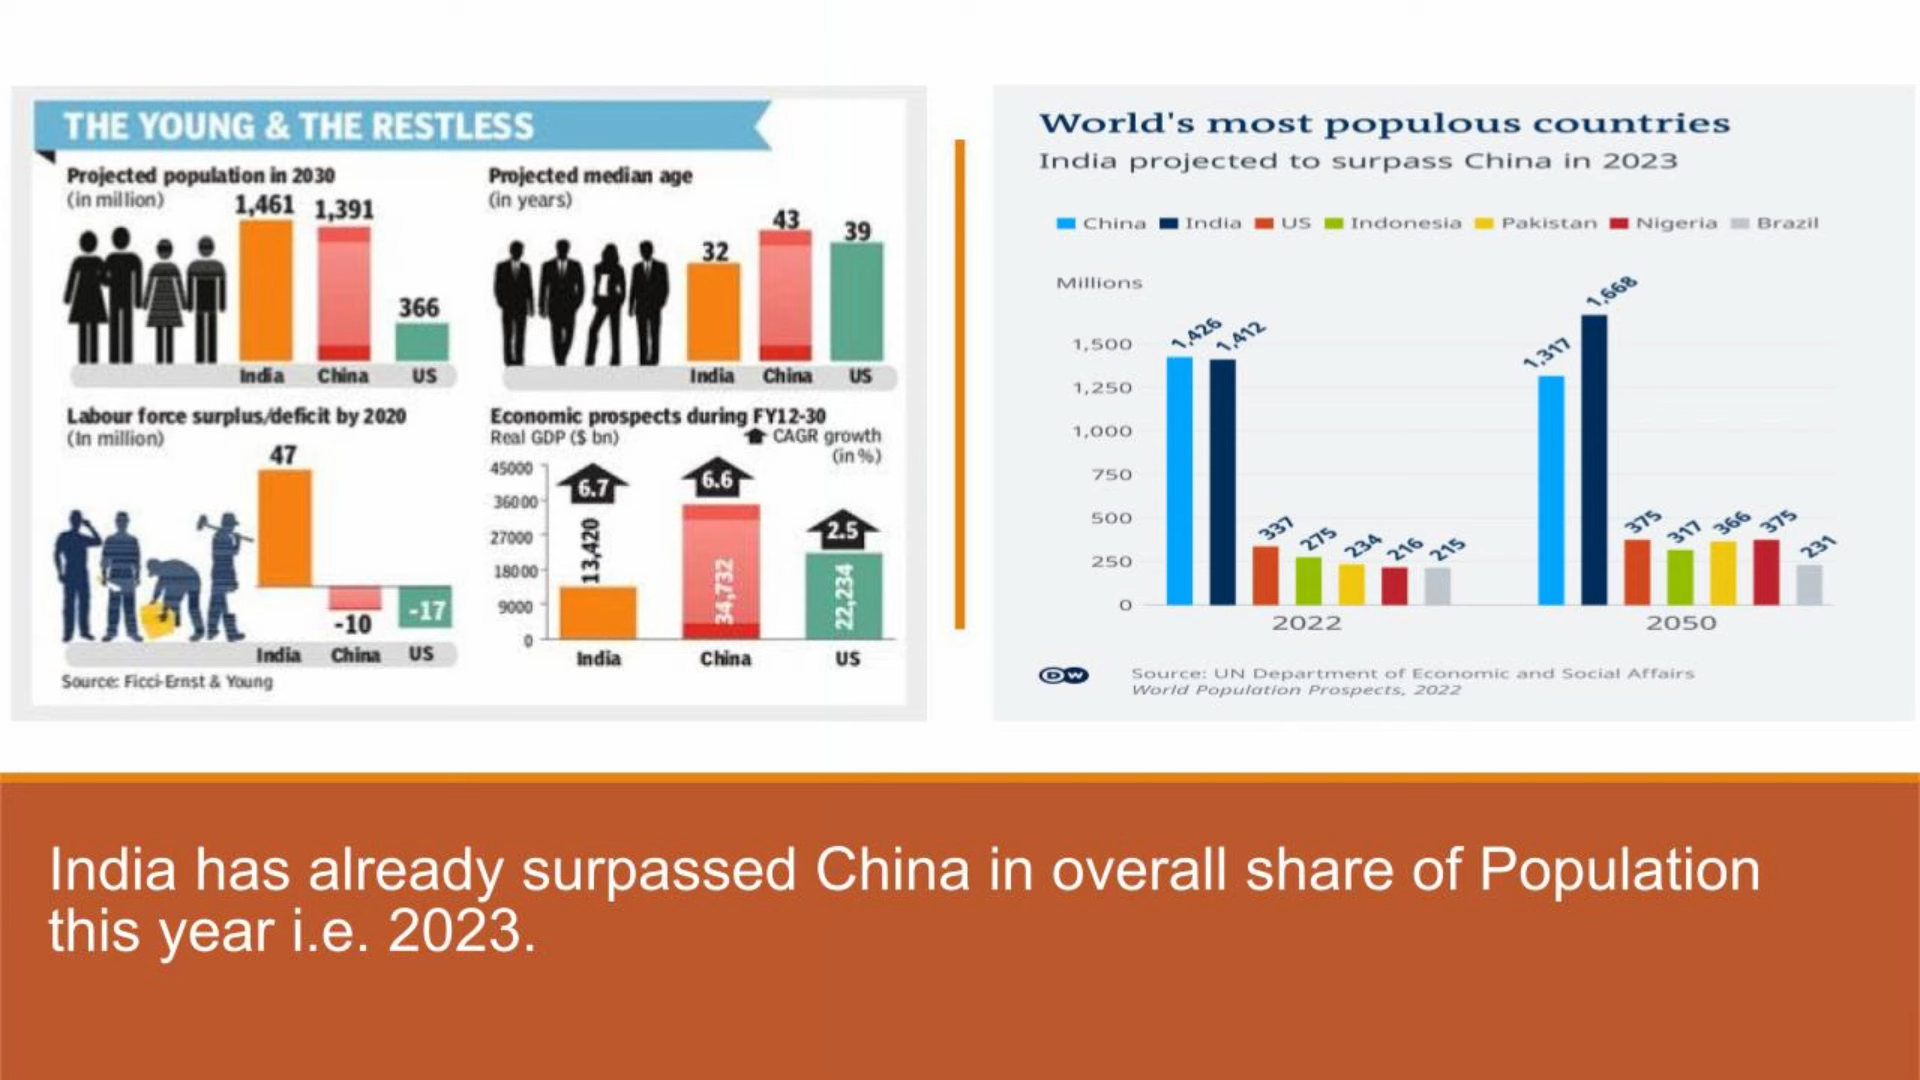 THE YOUNG & THE RESTLESS
Projected population in 2030
(in million)
1,461 1,391
366
India China US
Projected median age
(in years)
32 43 39
India China US
Labour force surplus/deficit by 2020
(In million)
47
-10 -17
India China US
Economic prospects during FY12-30
Real GDP ($ bn)
CAGR growth
(in %)
45000
36000
27000
18000
9000
0
6.7 6.6 2.5
13,420 34,732 22,234
India China US
Source: Ficci-Ernst & Young
World's most populous countries
India projected to surpass China in 2023
China India US Indonesia Pakistan Nigeria Brazil
Millions
1,500
1,250
1,000
750
500
250
0
1,426 1,412 337 275 234 216 215
1,317 1,668 375 317 366 375 231
2022 2050
DW
Source: UN Department of Economic and Social Affairs
World Population Prospects, 2022
India has already surpassed China in overall share of Population
this year i.e. 2023.